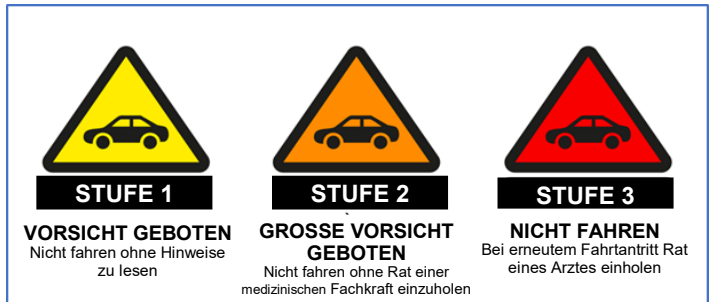 STUFE 1
VORSICHT GEBOTEN
Nicht fahren ohne Hinweise
zu lesen
STUFE 2
GROSSE VORSICHT
GEBOTEN
Nicht fahren ohne Rat einer
medizinischen Fachkraft einzuholen
STUFE 3
NICHT FAHREN
Bei erneutem Fahrtantritt Rat
eines Arztes einholen